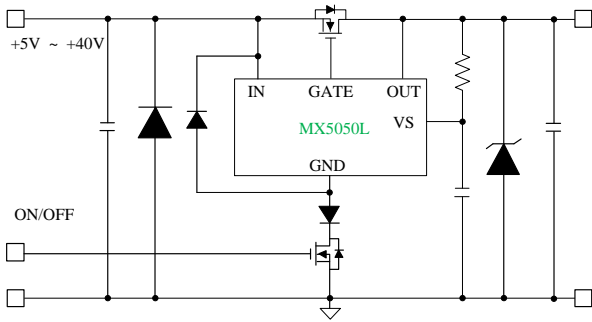 +5V ~ +40V
IN GATE OUT
MX5050L
VS
GND
ON/OFF